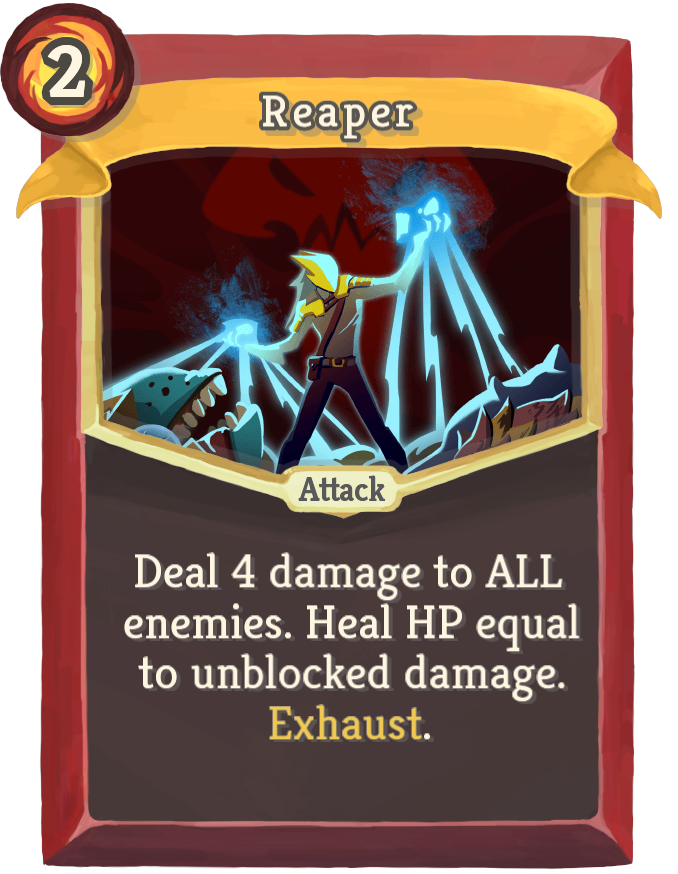 2
Reaper
Attack
Deal 4 damage to ALL
enemies. Heal HP equal
to unblocked damage.
Exhaust.